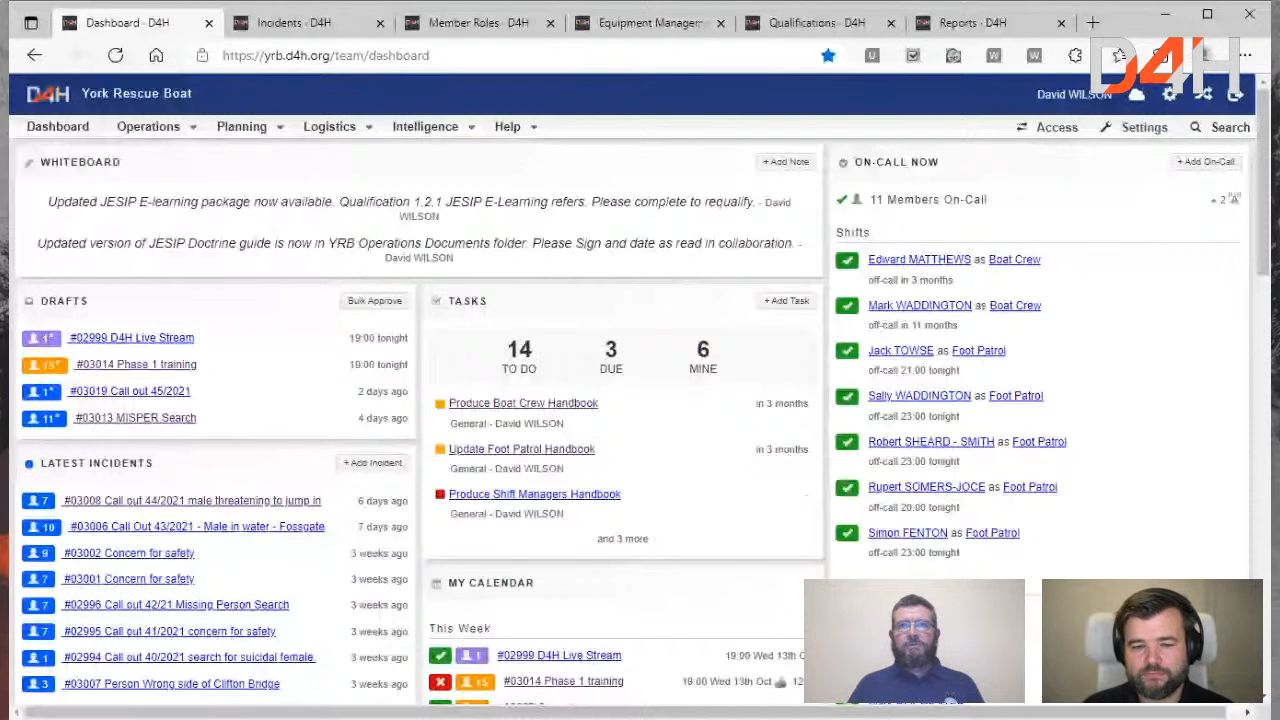 Dashboard - D4H
Incidents - D4H
Member Roles - D4H
Equipment Managem
Qualifications - D4H
Reports - D4H
https://yrb.d4h.org/team/dashboard
D4H
D4H York Rescue Boat
David WILSON
Dashboard Operations Planning Logistics Intelligence Help
Access Settings Search
WHITEBOARD
+ Add Note
Updated JESIP E-learning package now available. Qualification 1.2.1 JESIP E-Learning refers. Please complete to requalify. - David
WILSON
Updated version of JESIP Doctrine guide is now in YRB Operations Documents folder. Please Sign and date as read in collaboration. -
David WILSON
DRAFTS
Bulk Approve
1* #02999 D4H Live Stream 19:00 tonight
15* #03014 Phase 1 training 19:00 tonight
1* #03019 Call out 45/2021 2 days ago
11* #03013 MISPER Search 4 days ago
LATEST INCIDENTS
+ Add Incident
7 #03008 Call out 44/2021 male threatening to jump in 6 days ago
10 #03006 Call Out 43/2021 - Male in water - Fossgate 7 days ago
9 #03002 Concern for safety 3 weeks ago
7 #03001 Concern for safety 3 weeks ago
7 #02996 Call out 42/21 Missing Person Search 3 weeks ago
7 #02995 Call out 41/2021 concern for safety 3 weeks ago
1 #02994 Call out 40/2021 search for suicidal female. 3 weeks ago
3 #03007 Person Wrong side of Clifton Bridge 3 weeks ago
TASKS
+ Add Task
14 3 6
TO DO DUE MINE
Produce Boat Crew Handbook in 3 months
General - David WILSON
Update Foot Patrol Handbook in 3 months
General - David WILSON
Produce Shift Managers Handbook -
General - David WILSON
and 3 more
MY CALENDAR
This Week
1 #02999 D4H Live Stream 19:00 Wed 13th O
15 #03014 Phase 1 training 19:00 Wed 13th Oct 12
ON-CALL NOW
+ Add On-Call
11 Members On-Call 2
Shifts
Edward MATTHEWS as Boat Crew
off-call in 3 months
Mark WADDINGTON as Boat Crew
off-call in 11 months
Jack TOWSE as Foot Patrol
off-call 21:00 tonight
Sally WADDINGTON as Foot Patrol
off-call 23:00 tonight
Robert SHEARD - SMITH as Foot Patrol
off-call 23:00 tonight
Rupert SOMERS-JOCE as Foot Patrol
off-call 20:00 tonight
Simon FENTON as Foot Patrol
off-call 23:00 tonight